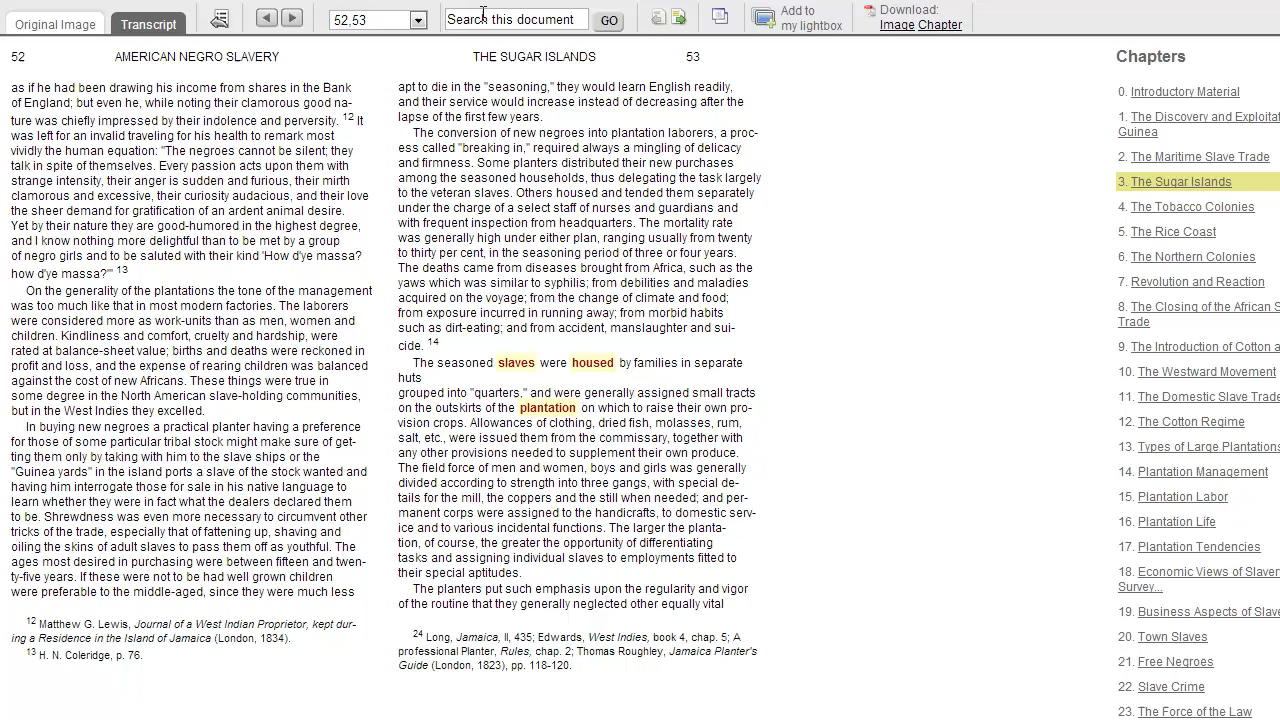 Original Image
Transcript
52,53
Search this document
GO
Add to
my lightbox
Download:
Image Chapter
52 AMERICAN NEGRO SLAVERY
as if he had been drawing his income from shares in the Bank
of England; but even he, while noting their clamorous good na-
ture was chiefly impressed by their indolence and perversity. 12 It
was left for an invalid traveling for his health to remark most
vividly the human equation: "The negroes cannot be silent; they
talk in spite of themselves. Every passion acts upon them with
strange intensity, their anger is sudden and furious, their mirth
clamorous and excessive, their curiosity audacious, and their love
the sheer demand for gratification of an ardent animal desire.
Yet by their nature they are good-humored in the highest degree,
and I know nothing more delightful than to be met by a group
of negro girls and to be saluted with their kind 'How d'ye massa?
how d'ye massa?'" 13
On the generality of the plantations the tone of the management
was too much like that in most modern factories. The laborers
were considered more as work-units than as men, women and
children. Kindliness and comfort, cruelty and hardship, were
rated at balance-sheet value; births and deaths were reckoned in
profit and loss, and the expense of rearing children was balanced
against the cost of new Africans. These things were true in
some degree in the North American slave-holding communities,
but in the West Indies they excelled.
In buying new negroes a practical planter having a preference
for those of some particular tribal stock might make sure of get-
ting them only by taking with him to the slave ships or the
"Guinea yards" in the island ports a slave of the stock wanted and
having him interrogate those for sale in his native language to
learn whether they were in fact what the dealers declared them
to be. Shrewdness was even more necessary to circumvent other
tricks of the trade, especially that of fattening up, shaving and
oiling the skins of adult slaves to pass them off as youthful. The
ages most desired in purchasing were between fifteen and twen-
ty-five years. If these were not to be had well grown children
were preferable to the middle-aged, since they were much less
12 Matthew G. Lewis, Journal of a West Indian Proprietor, kept dur-
ing a Residence in the Island of Jamaica (London, 1834).
13 H. N. Coleridge, p. 76.
THE SUGAR ISLANDS 53
apt to die in the "seasoning," they would learn English readily,
and their service would increase instead of decreasing after the
lapse of the first few years.
The conversion of new negroes into plantation laborers, a proc-
ess called "breaking in," required always a mingling of delicacy
and firmness. Some planters distributed their new purchases
among the seasoned households, thus delegating the task largely
to the veteran slaves. Others housed and tended them separately
under the charge of a select staff of nurses and guardians and
with frequent inspection from headquarters. The mortality rate
was generally high under either plan, ranging usually from twenty
to thirty per cent, in the seasoning period of three or four years.
The deaths came from diseases brought from Africa, such as the
yaws which was similar to syphilis; from debilities and maladies
acquired on the voyage; from the change of climate and food;
from exposure incurred in running away; from morbid habits
such as dirt-eating; and from accident, manslaughter and sui-
cide. 14
The seasoned slaves were housed by families in separate
huts
grouped into "quarters," and were generally assigned small tracts
on the outskirts of the plantation on which to raise their own pro-
vision crops. Allowances of clothing, dried fish, molasses, rum,
salt, etc., were issued them from the commissary, together with
any other provisions needed to supplement their own produce.
The field force of men and women, boys and girls was generally
divided according to strength into three gangs, with special de-
tails for the mill, the coppers and the still when needed; and per-
manent corps were assigned to the handicrafts, to domestic serv-
ice and to various incidental functions. The larger the planta-
tion, of course, the greater the opportunity of differentiating
tasks and assigning individual slaves to employments fitted to
their special aptitudes.
The planters put such emphasis upon the regularity and vigor
of the routine that they generally neglected other equally vital
24 Long, Jamaica, II, 435; Edwards, West Indies, book 4, chap. 5; A
professional Planter, Rules, chap. 2; Thomas Roughley, Jamaica Planter's
Guide (London, 1823), pp. 118-120.
Chapters
0. Introductory Material
1. The Discovery and Exploitat
Guinea
2. The Maritime Slave Trade
3. The Sugar Islands
4. The Tobacco Colonies
5. The Rice Coast
6. The Northern Colonies
7. Revolution and Reaction
8. The Closing of the African S
Trade
9. The Introduction of Cotton a
10. The Westward Movement
11. The Domestic Slave Trade
12. The Cotton Regime
13. Types of Large Plantations
14. Plantation Management
15. Plantation Labor
16. Plantation Life
17. Plantation Tendencies
18. Economic Views of Slavery
Survey...
19. Business Aspects of Slave
20. Town Slaves
21. Free Negroes
22. Slave Crime
23. The Force of the Law